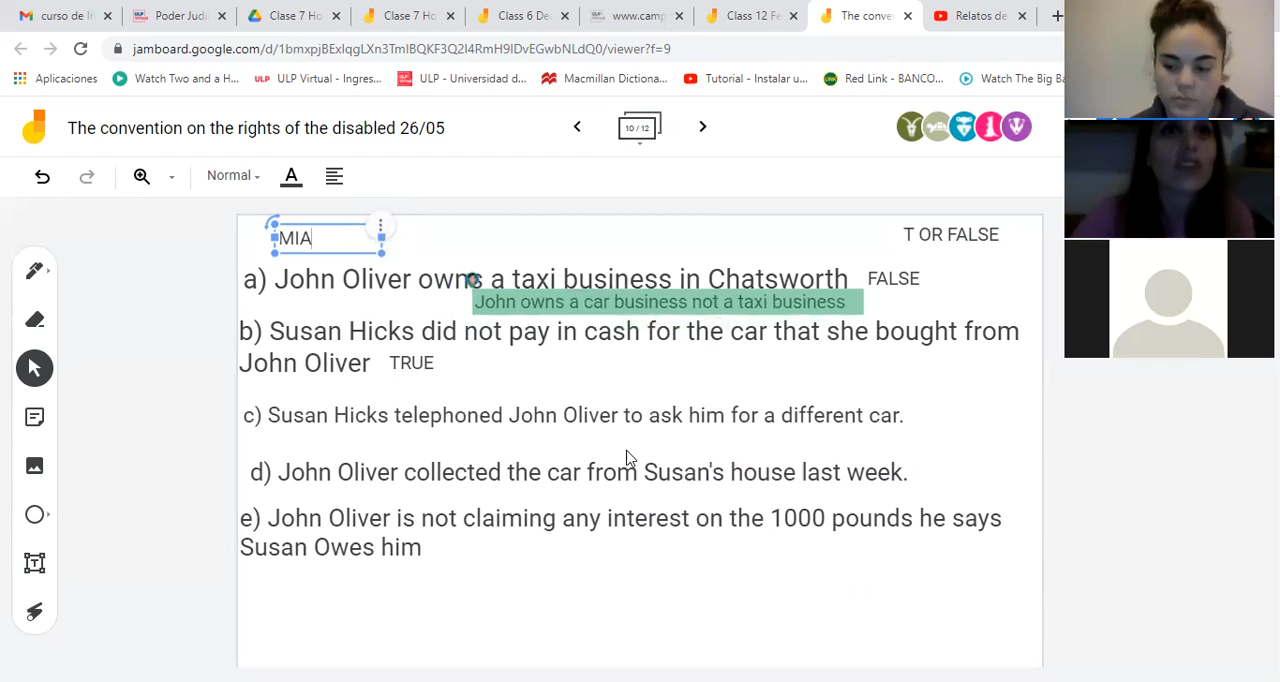 curso de In
Poder Judi
Clase 7 Ho
Clase 7 Ho
Class 6 De
www.camp
Class 12 Fe
The conve
Relatos de
jamboard.google.com/d/1bmxpjBExlqgLXn3TmlBQKF3Q2I4RmH9lDvEGwbNLdQ0/viewer?f=9
Aplicaciones
Watch Two and a H...
ULP
ULP Virtual - Ingres...
ULP - Universidad d...
Macmillan Dictiona...
Tutorial - Instalar u...
Red Link - BANCO...
Watch The Big Ba
The convention on the rights of the disabled 26/05
10 / 12
Normal
A
MIA
T OR FALSE
a) John Oliver owns a taxi business in Chatsworth FALSE
John owns a car business not a taxi business
b) Susan Hicks did not pay in cash for the car that she bought from
John Oliver TRUE
c) Susan Hicks telephoned John Oliver to ask him for a different car.
d) John Oliver collected the car from Susan's house last week.
e) John Oliver is not claiming any interest on the 1000 pounds he says
Susan Owes him